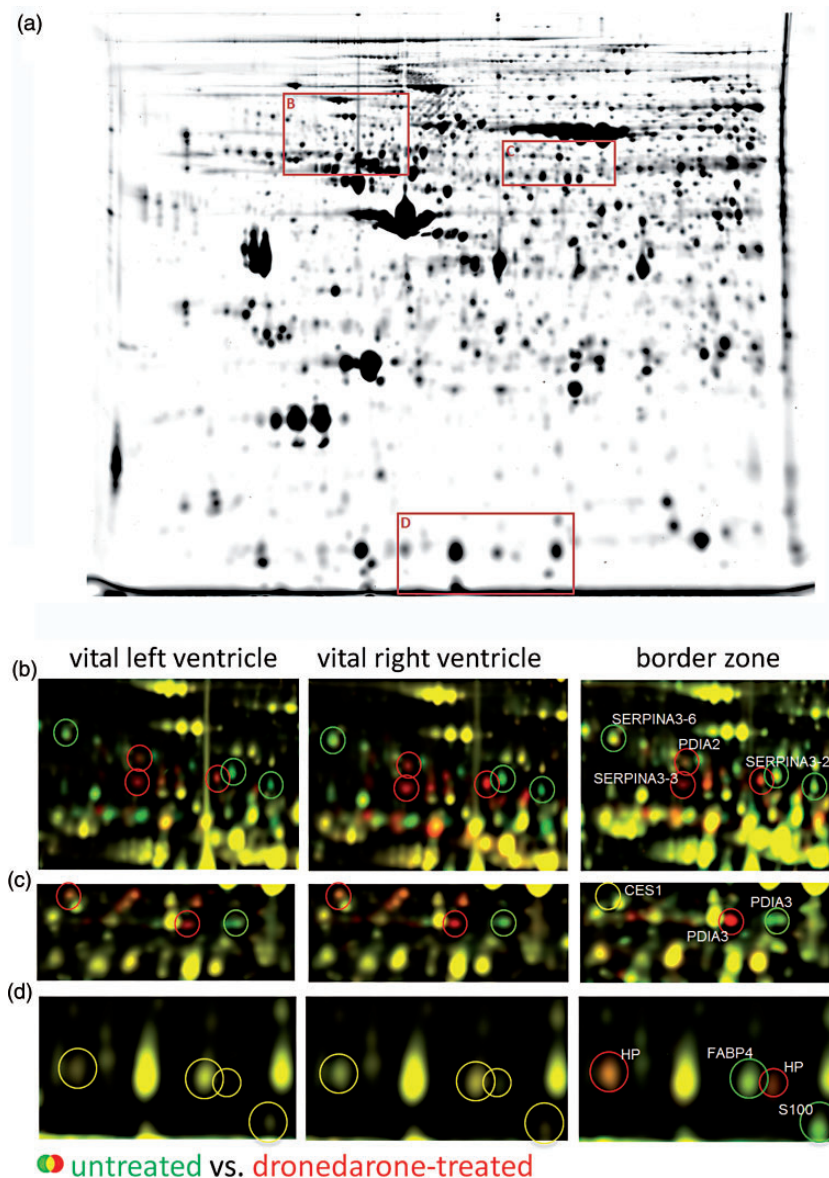 (a)
B
C
D
vital left ventricle vital right ventricle border zone
(b)
SERPINA3-6
PDIA2
SERPINA3-2
SERPINA3-3
(c)
CES1
PDIA3
PDIA3
(d)
HP
FABP4
HP
S100
untreated vs. dronedarone-treated